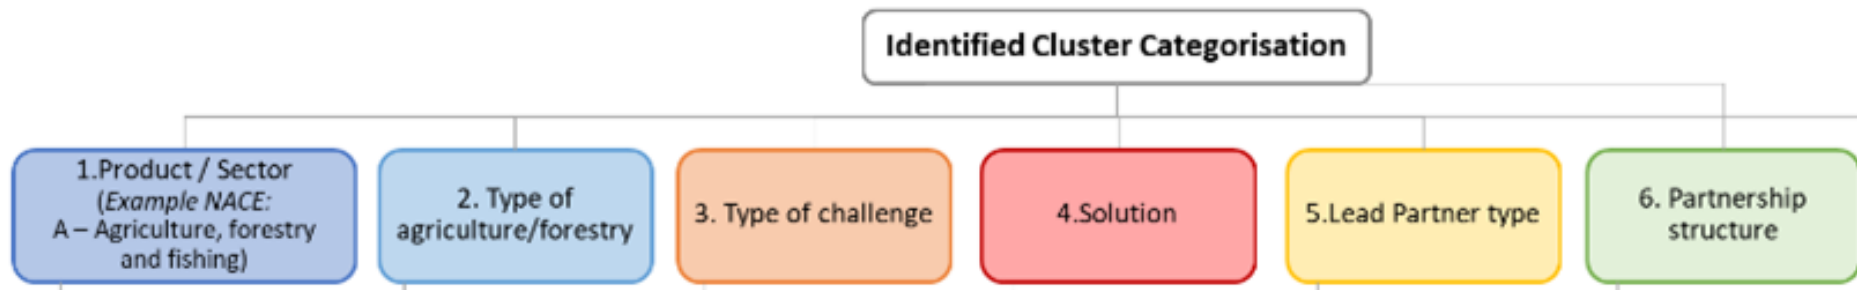 Identified Cluster Categorisation
1.Product / Sector
(Example NACE:
A – Agriculture, forestry
and fishing)
2. Type of
agriculture/forestry
3. Type of challenge
4.Solution
5.Lead Partner type
6. Partnership
structure